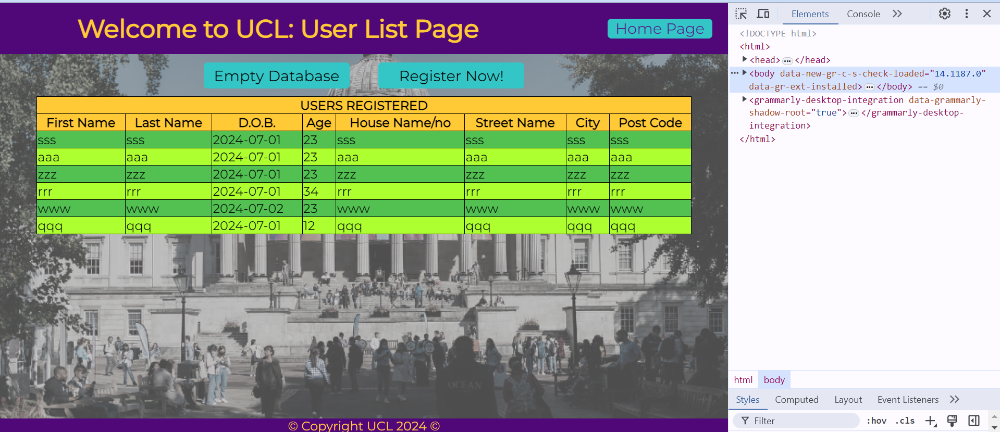 Welcome to UCL: User List Page
Home Page
Empty Database
Register Now!
USERS REGISTERED
First Name Last Name D.O.B. Age House Name/no Street Name City Post Code
sss sss 2024-07-01 23 sss sss sss sss
aaa aaa 2024-07-01 23 aaa aaa aaa aaa
zzz zzz 2024-07-01 23 zzz zzz zzz zzz
rrr rrr 2024-07-01 34 rrr rrr rrr rrr
www www 2024-07-02 23 www www www www
qqq qqq 2024-07-01 12 qqq qqq qqq qqq
OCEAN
© Copyright UCL 2024 ©
Elements Console
<!DOCTYPE html>
<html>
<head> ••• </head>
<body data-new-gr-c-s-check-loaded="14.1187.0"
data-gr-ext-installed> ••• </body> == $0
<grammarly-desktop-integration data-grammarly-
shadow-root="true"> ••• </grammarly-desktop-
integration>
</html>
html body
Styles Computed Layout Event Listeners
Filter :hov .cls